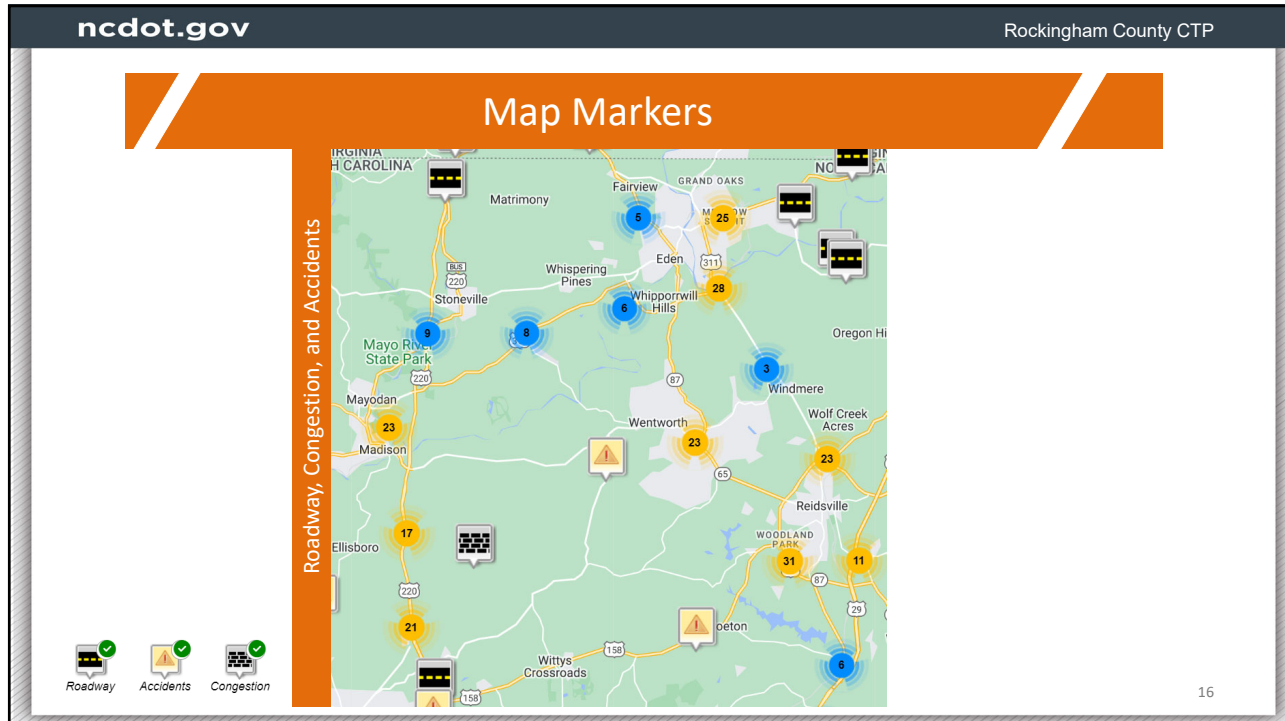 ncdot.gov
Rockingham County CTP
Map Markers
Roadway, Congestion, and Accidents
H CAROLINA
NO
Matrimony
Fairview
GRAND OAKS
5
25
Eden
311
BUS
220
Stoneville
Whispering
Pines
28
Whipporrwill
Hills
6
9
8
Oregon Hi
Mayo
State Park
220
87
3
Windmere
Mayodan
Wolf Creek
Acres
Wentworth
23
23
23
Madison
65
Reidsville
17
WOODLAND
PARK
Ellisboro
31
11
87
220
29
21
oeton
158
Wittys
Crossroads
6
158
Roadway
Accidents
Congestion
16